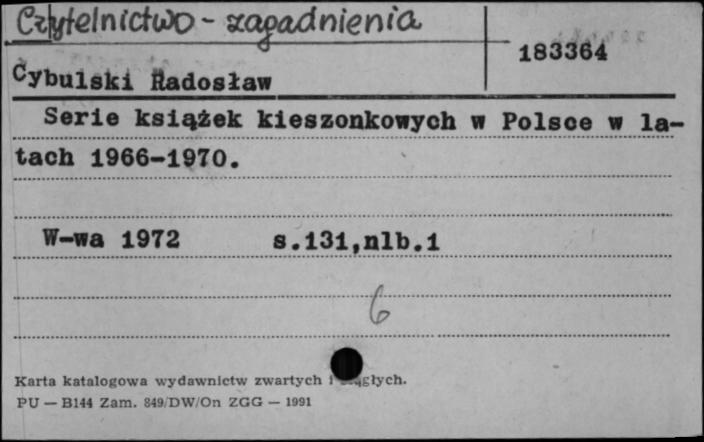 Czytelnictwo - zagadnienia
183364
Cybulski Radosław
Serie książek kieszonkowych w Polsce w la-
tach 1966-1970.
W-wa 1972 s.131,nlb.1
6
Karta katalogowa wydawnictw zwartych i
PU — B144 Zam. 849/DW/On ZGG — 1991